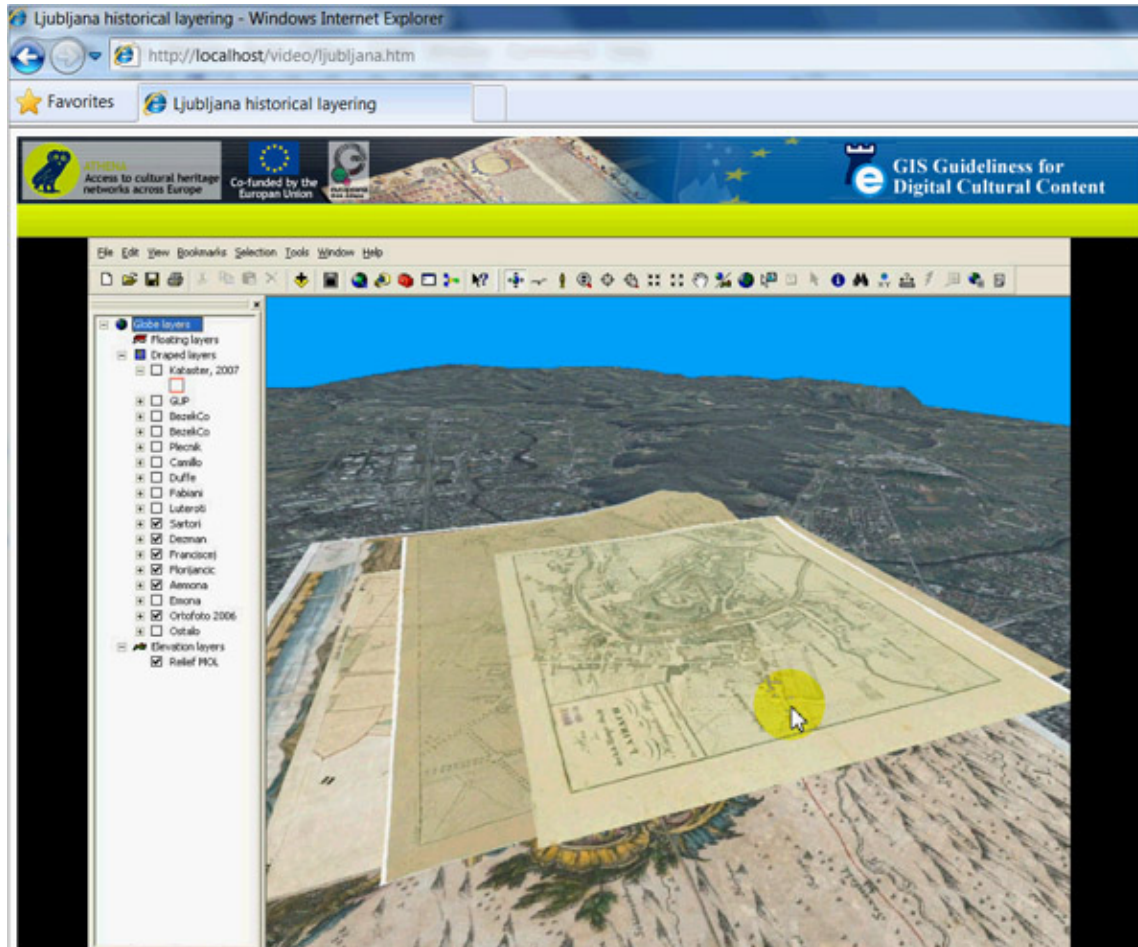 Ljubljana historical layering - Windows Internet Explorer
http://localhost/video/ljubljana.htm
Favorites
Ljubljana historical layering
ATHENA
Access to cultural heritage
networks across Europe
Co-funded by the
Europan Union
GIS Guideliness for
Digital Cultural Content
File Edit View Bookmarks Selection Tools Window Help
Globe layers
Floating layers
Draped layers
Kataster, 2007
GUP
BezekCo
BezekCo
Plecnik
Camillo
Duffe
Fabiani
Luteroti
Sartori
Dezman
Franciscej
Florijancic
Aemona
Emona
Ortofoto 2006
Ostalo
Elevation layers
Relief MOL
LAIBACH